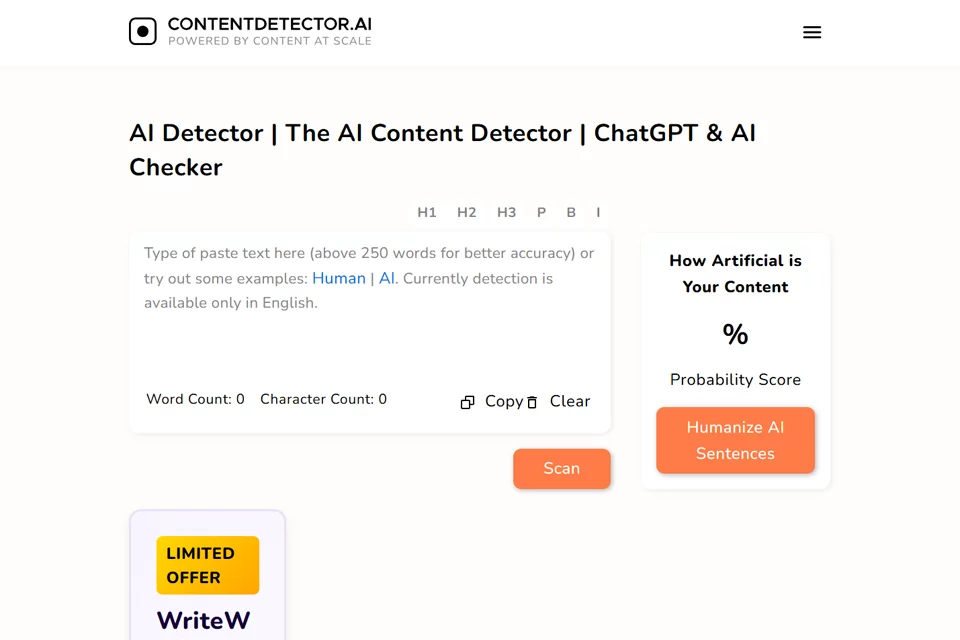 CONTENTDETECTOR.AI
POWERED BY CONTENT AT SCALE
AI Detector | The AI Content Detector | ChatGPT & AI
Checker
H1 H2 H3 P B I
Type of paste text here (above 250 words for better accuracy) or
try out some examples: Human | AI. Currently detection is
available only in English.
Word Count: 0 Character Count: 0 Copy Clear
Scan
How Artificial is
Your Content
%
Probability Score
Humanize AI
Sentences
LIMITED
OFFER
WriteW